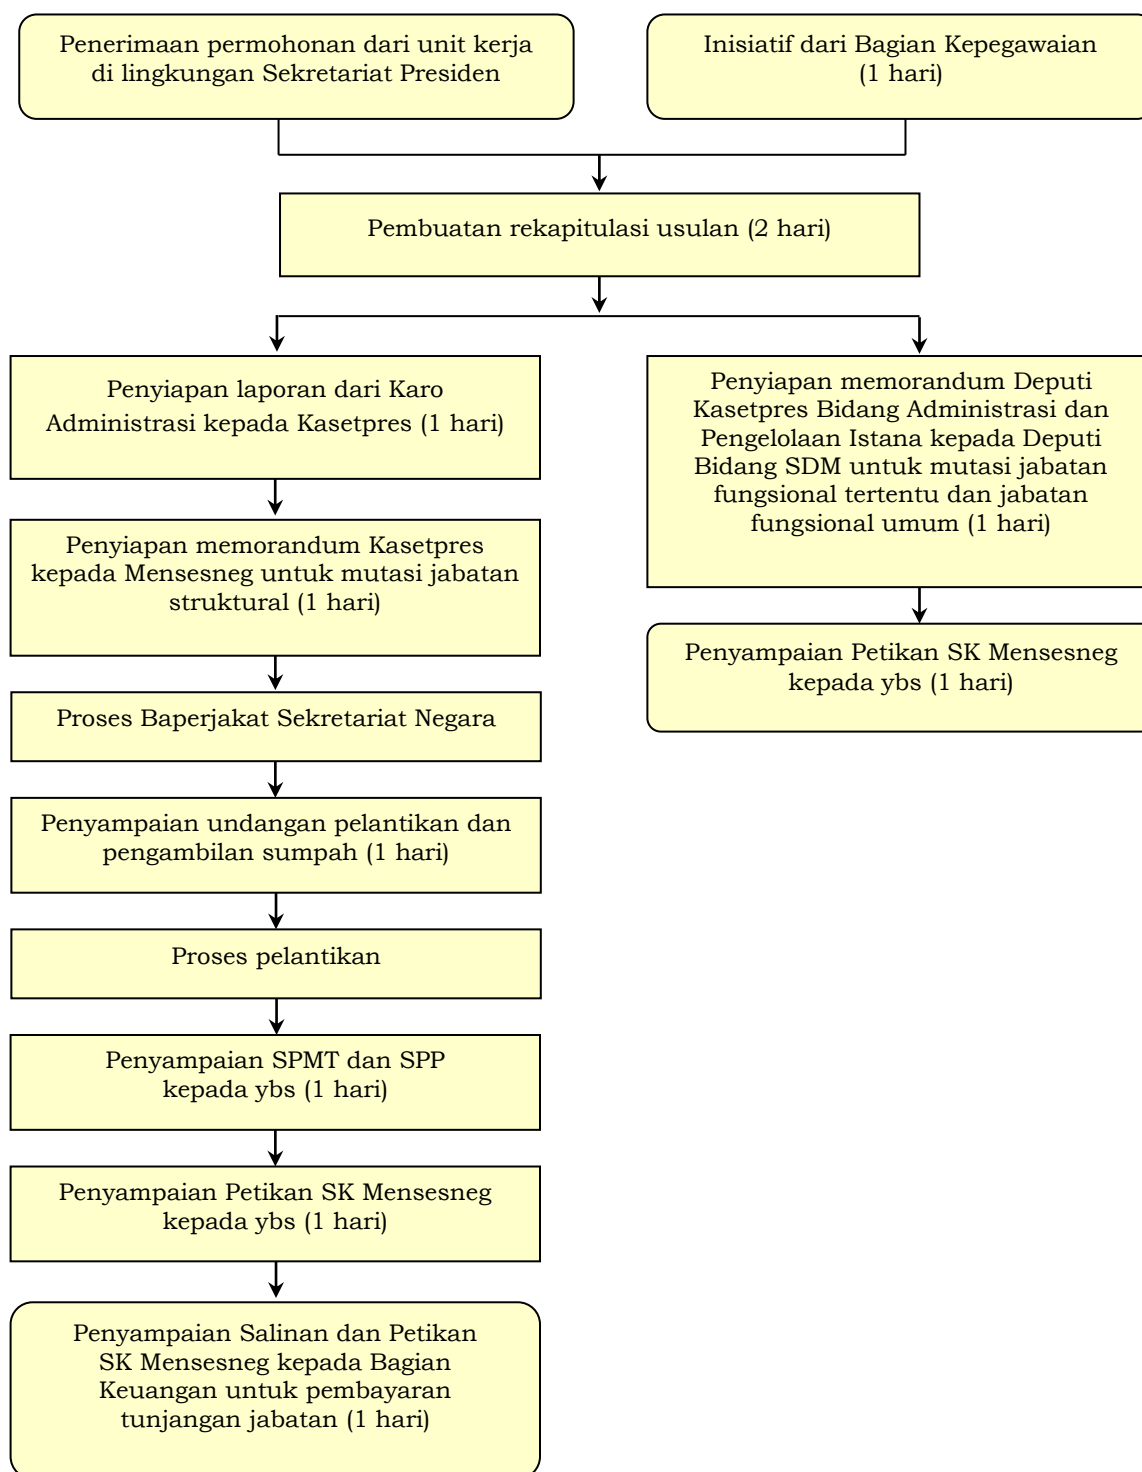 Penerimaan permohonan dari unit kerja
di lingkungan Sekretariat Presiden
Inisiatif dari Bagian Kepegawaian
(1 hari)
Pembuatan rekapitulasi usulan (2 hari)
Penyiapan laporan dari Karo
Administrasi kepada Kasetpres (1 hari)
Penyiapan memorandum Kasetpres
kepada Mensesneg untuk mutasi jabatan
struktural (1 hari)
Proses Baperjakat Sekretariat Negara
Penyampaian undangan pelantikan dan
pengambilan sumpah (1 hari)
Proses pelantikan
Penyampaian SPMT dan SPP
kepada ybs (1 hari)
Penyampaian Petikan SK Mensesneg
kepada ybs (1 hari)
Penyampaian Salinan dan Petikan
SK Mensesneg kepada Bagian
Keuangan untuk pembayaran
tunjangan jabatan (1 hari)
Penyiapan memorandum Deputi
Kasetpres Bidang Administrasi dan
Pengelolaan Istana kepada Deputi
Bidang SDM untuk mutasi jabatan
fungsional tertentu dan jabatan
fungsional umum (1 hari)
Penyampaian Petikan SK Mensesneg
kepada ybs (1 hari)